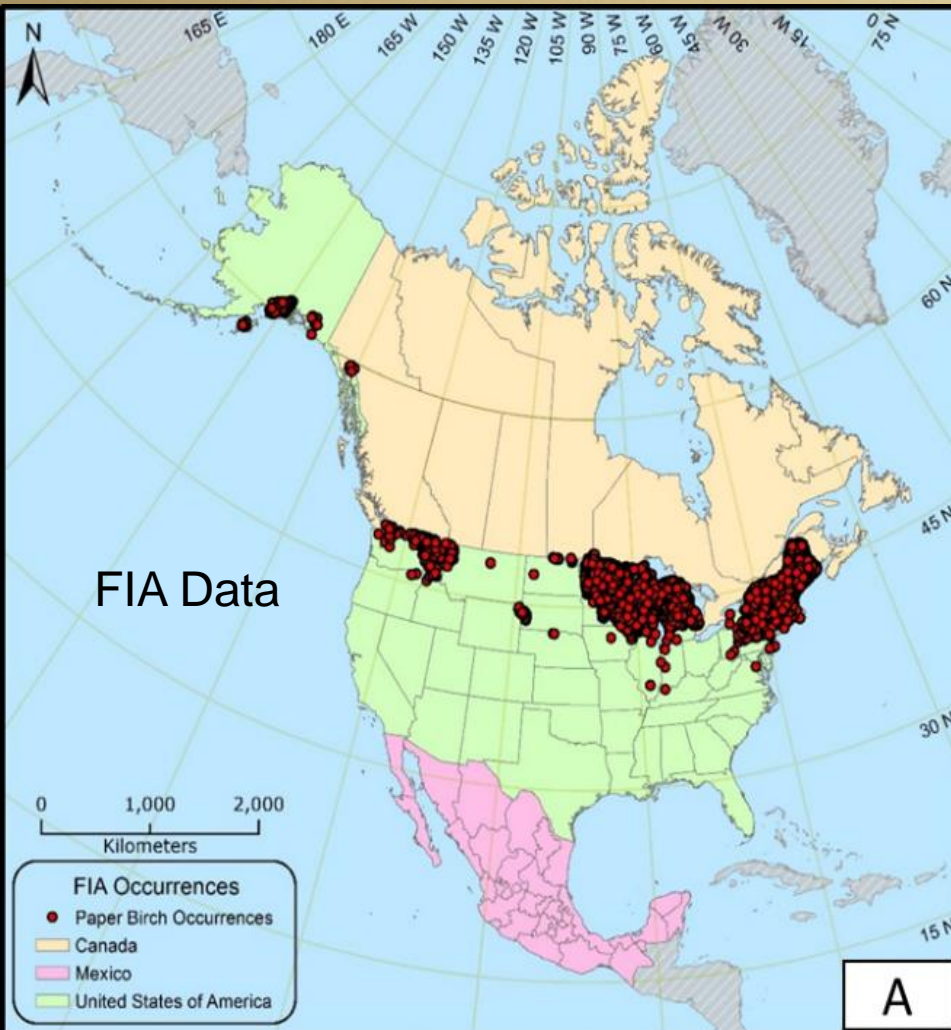 N
165 E
180 E
165 W
150 W
135 W
120 W
105 W
90 W
75 W
60 W
45 W
30 W
15 W
0 N
75 N
60 N
45 N
30 N
15 N
FIA Data
0 1,000 2,000
Kilometers
FIA Occurrences
Paper Birch Occurrences
Canada
Mexico
United States of America
A